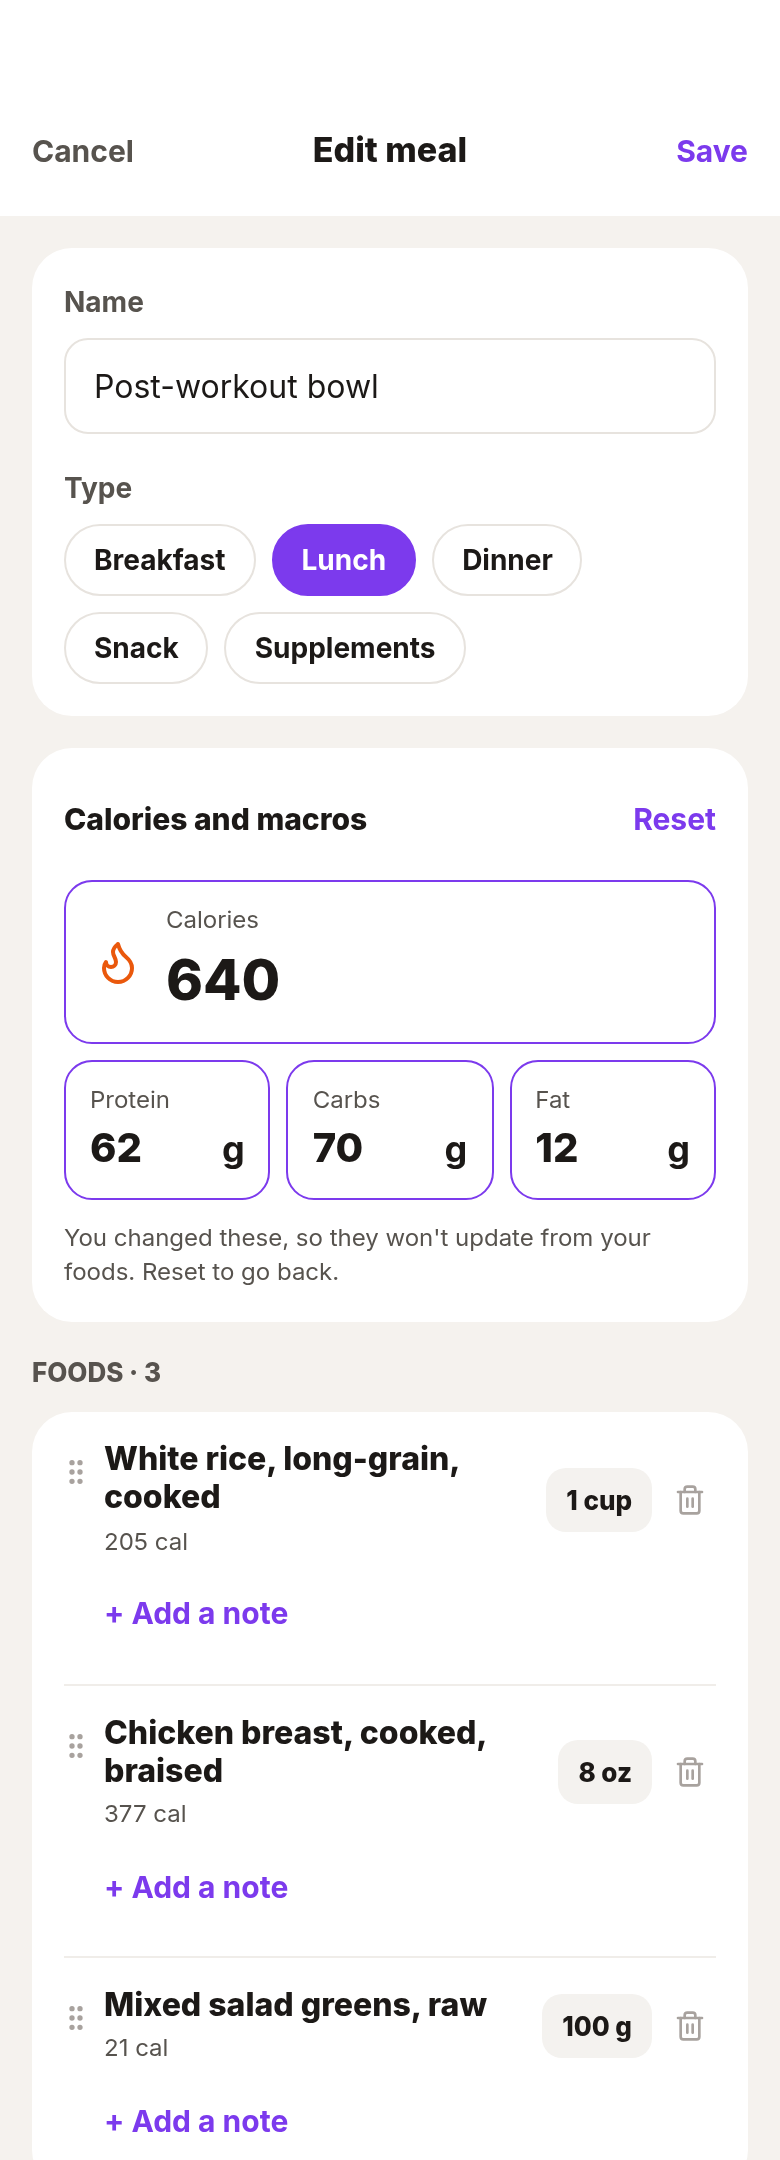 Cancel
Edit meal
Save
Name
Post-workout bowl
Type
Breakfast
Lunch
Dinner
Snack
Supplements
Calories and macros
Reset
Calories
640
Protein
62 g
Carbs
70 g
Fat
12 g
You changed these, so they won't update from your
foods. Reset to go back.
FOODS · 3
White rice, long-grain,
cooked
205 cal
1 cup
+ Add a note
Chicken breast, cooked,
braised
377 cal
8 oz
+ Add a note
Mixed salad greens, raw
21 cal
100 g
+ Add a note